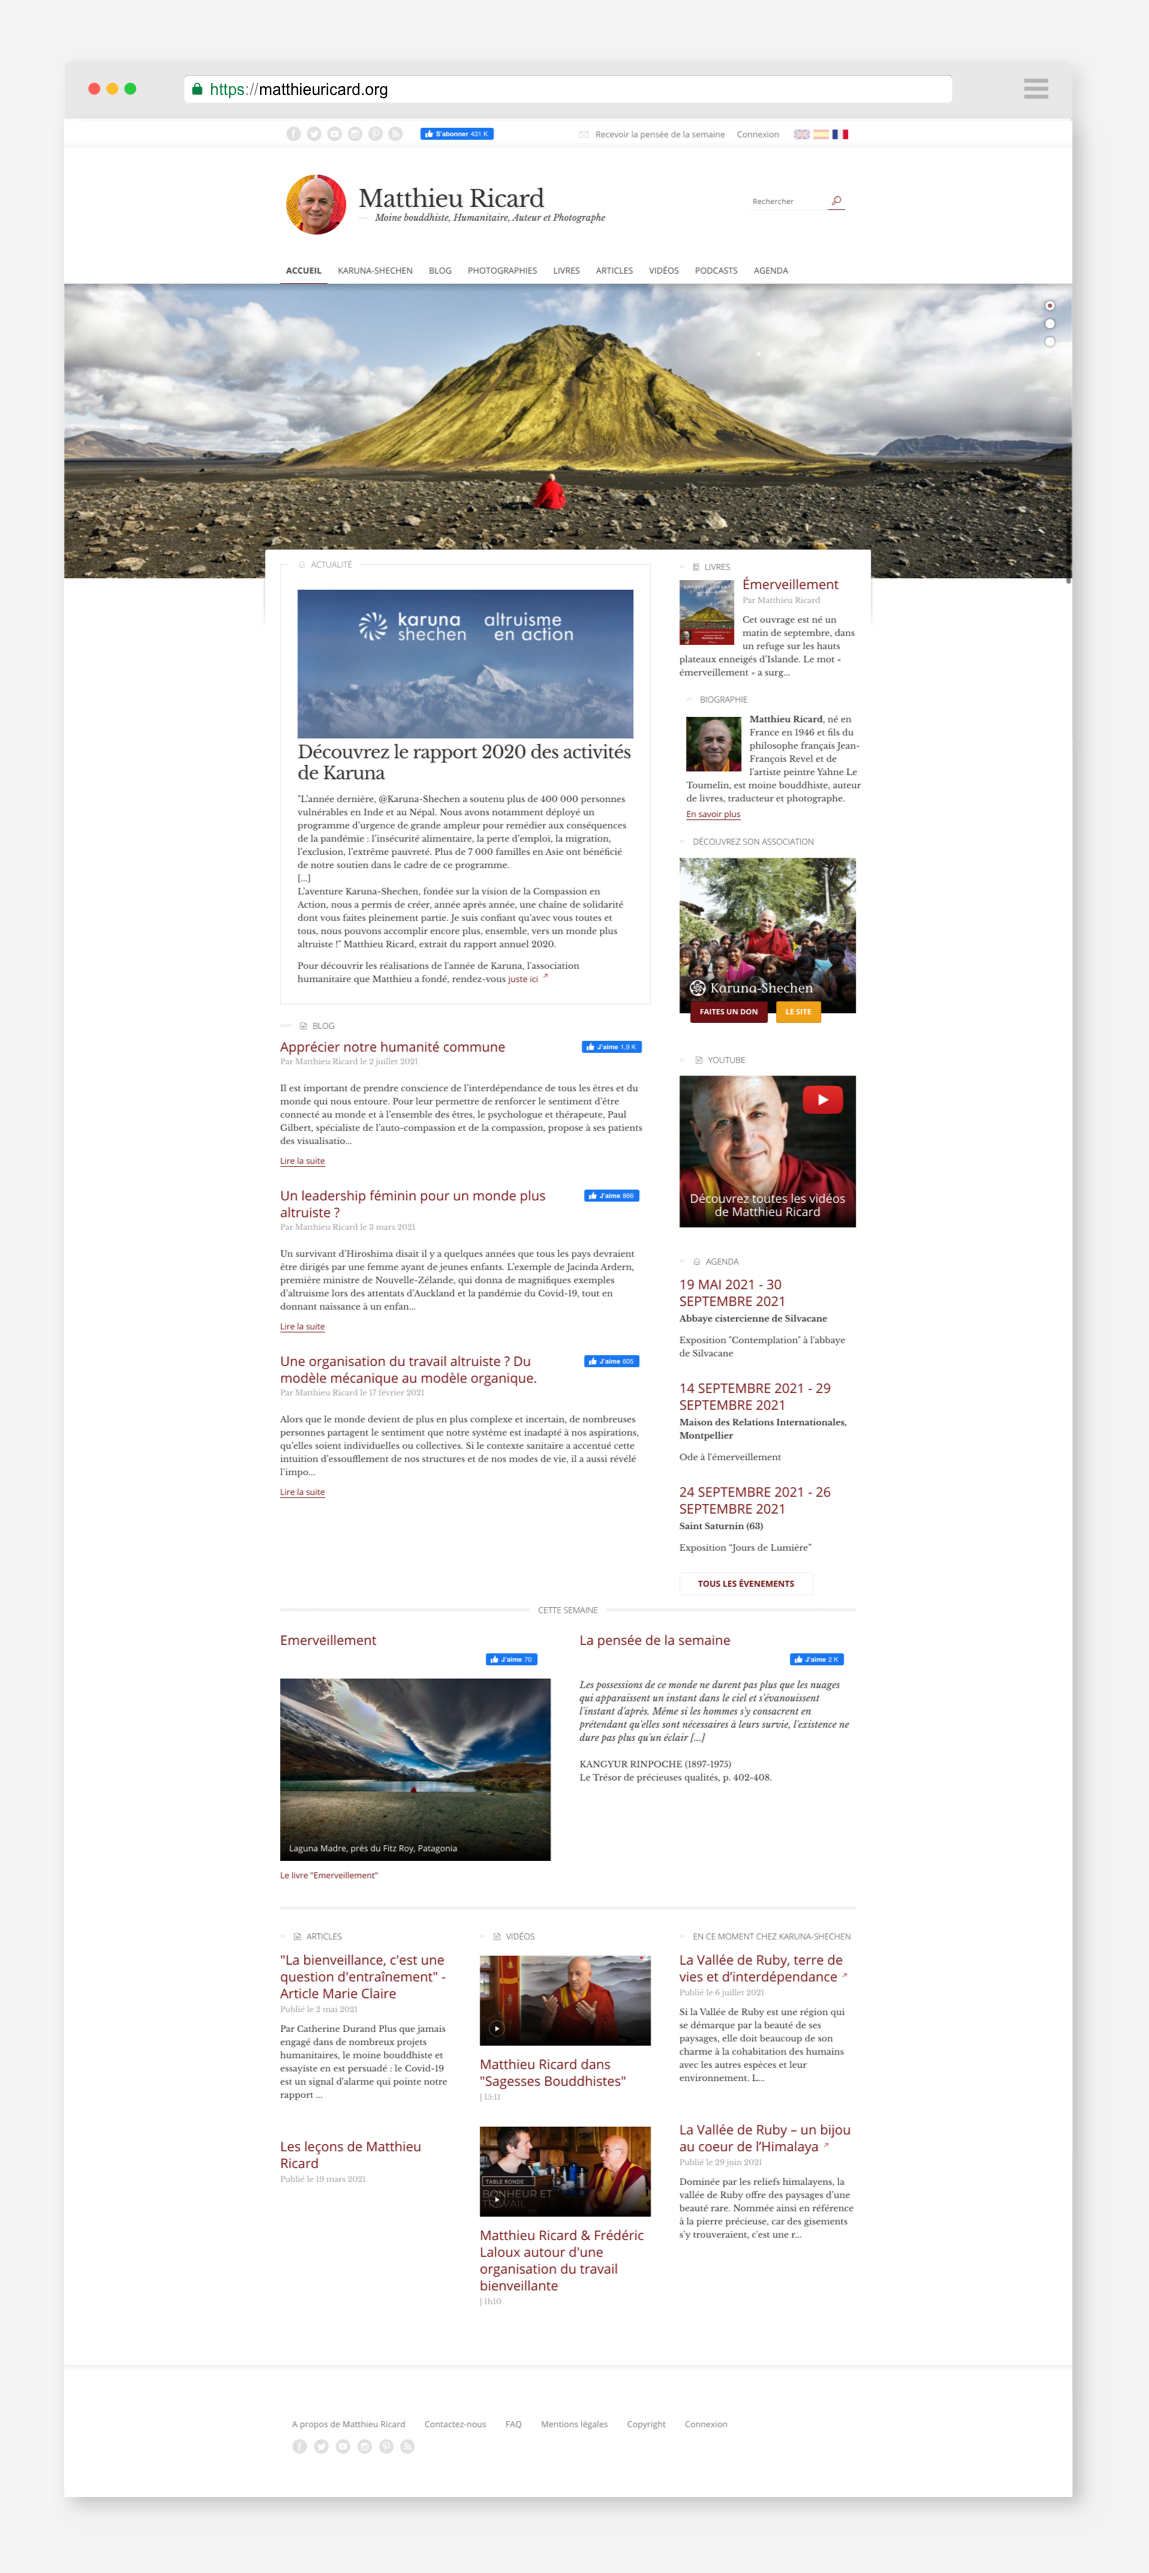 https://matthieuricard.org
S'abonner 431 K
Recevoir la pensée de la semaine
Connexion
Matthieu Ricard
Moine bouddhiste, Humanitaire, Auteur et Photographe
Rechercher
ACCUEIL KARUNA-SHECHEN BLOG PHOTOGRAPHIES LIVRES ARTICLES VIDÉOS PODCASTS AGENDA
ACTUALITÉ
karuna shechen
altruisme en action
Découvrez le rapport 2020 des activités
de Karuna
"L'année dernière, @Karuna-Shechen a soutenu plus de 400 000 personnes
vulnérables en Inde et au Népal. Nous avons notamment déployé un
programme d'urgence de grande ampleur pour remédier aux conséquences
de la pandémie : l'insécurité alimentaire, la perte d'emploi, la migration,
l'exclusion, l'extrême pauvreté. Plus de 7 000 familles en Asie ont bénéficié
de notre soutien dans le cadre de ce programme.
[...]
L'aventure Karuna-Shechen, fondée sur la vision de la Compassion en
Action, nous a permis de créer, année après année, une chaîne de solidarité
dont vous faites pleinement partie. Je suis confiant qu'avec vous toutes et
tous, nous pouvons accomplir encore plus, ensemble, vers un monde plus
altruiste !" Matthieu Ricard, extrait du rapport annuel 2020.
Pour découvrir les réalisations de l'année de Karuna, l'association
humanitaire que Matthieu a fondé, rendez-vous juste ici
LIVRES
Émerveillement
Par Matthieu Ricard
Cet ouvrage est né un
matin de septembre, dans
un refuge sur les hauts
plateaux enneigés d'Islande. Le mot «
émerveillement » a surg...
BIOGRAPHIE
Matthieu Ricard, né en
France en 1946 et fils du
philosophe français Jean-
François Revel et de
l'artiste peintre Yahne Le
Toumelin, est moine bouddhiste, auteur
de livres, traducteur et photographe.
En savoir plus
DÉCOUVREZ SON ASSOCIATION
Karuna-Shechen
FAITES UN DON
LE SITE
BLOG
Apprécier notre humanité commune
J'aime 1,9 K
Par Matthieu Ricard le 2 juillet 2021
Il est important de prendre conscience de l'interdépendance de tous les êtres et du
monde qui nous entoure. Pour leur permettre de renforcer le sentiment d'être
connecté au monde et à l'ensemble des êtres, le psychologue et thérapeute, Paul
Gilbert, spécialiste de l'auto-compassion et de la compassion, propose à ses patients
des visualisatio...
Lire la suite
Un leadership féminin pour un monde plus
altruiste ?
J'aime 866
Par Matthieu Ricard le 3 mars 2021
Un survivant d'Hiroshima disait il y a quelques années que tous les pays devraient
être dirigés par une femme ayant de jeunes enfants. L'exemple de Jacinda Ardern,
première ministre de Nouvelle-Zélande, qui donna de magnifiques exemples
d'altruisme lors des attentats d'Auckland et la pandémie du Covid-19, tout en
donnant naissance à un enfan...
Lire la suite
Une organisation du travail altruiste ? Du
modèle mécanique au modèle organique.
J'aime 605
Par Matthieu Ricard le 17 février 2021
Alors que le monde devient de plus en plus complexe et incertain, de nombreuses
personnes partagent le sentiment que notre système est inadapté à nos aspirations,
qu'elles soient individuelles ou collectives. Si le contexte sanitaire a accentué cette
intuition d'essoufflement de nos structures et de nos modes de vie, il a aussi révélé
l'impo...
Lire la suite
YOUTUBE
Découvrez toutes les vidéos
de Matthieu Ricard
AGENDA
19 MAI 2021 - 30
SEPTEMBRE 2021
Abbaye cistercienne de Silvacane
Exposition "Contemplation" à l'abbaye
de Silvacane
14 SEPTEMBRE 2021 - 29
SEPTEMBRE 2021
Maison des Relations Internationales,
Montpellier
Ode à l'émerveillement
24 SEPTEMBRE 2021 - 26
SEPTEMBRE 2021
Saint Saturnin (63)
Exposition “Jours de Lumière”
TOUS LES ÉVENEMENTS
CETTE SEMAINE
Emerveillement
J'aime 70
Laguna Madre, prés du Fitz Roy, Patagonia
Le livre "Emerveillement"
La pensée de la semaine
J'aime 2 K
Les possessions de ce monde ne durent pas plus que les nuages
qui apparaissent un instant dans le ciel et s'évanouissent
l'instant d'après. Même si les hommes s'y consacrent en
prétendant qu'elles sont nécessaires à leurs survie, l'existence ne
dure pas plus qu'un éclair [...]
KANGYUR RINPOCHE (1897-1975)
Le Trésor de précieuses qualités, p. 402-408.
ARTICLES
"La bienveillance, c'est une
question d'entraînement" -
Article Marie Claire
Publié le 2 mai 2021
Par Catherine Durand Plus que jamais
engagé dans de nombreux projets
humanitaires, le moine bouddhiste et
essayiste en est persuadé : le Covid-19
est un signal d'alarme qui pointe notre
rapport ...
Les leçons de Matthieu
Ricard
Publié le 19 mars 2021
VIDÉOS
Matthieu Ricard dans
"Sagesses Bouddhistes"
| 15:11
TABLE RONDE
BONHEUR ET
TRAVAIL
Matthieu Ricard & Frédéric
Laloux autour d'une
organisation du travail
bienveillante
| 1h10
EN CE MOMENT CHEZ KARUNA-SHECHEN
La Vallée de Ruby, terre de
vies et d’interdépendance
Publié le 6 juillet 2021
Si la Vallée de Ruby est une région qui
se démarque par la beauté de ses
paysages, elle doit beaucoup de son
charme à la cohabitation des humains
avec les autres espèces et leur
environnement. L...
La Vallée de Ruby – un bijou
au coeur de l’Himalaya
Publié le 29 juin 2021
Dominée par les reliefs himalayens, la
vallée de Ruby offre des paysages d'une
beauté rare. Nommée ainsi en référence
à la pierre précieuse, car des gisements
s'y trouveraient, c'est une r...
A propos de Matthieu Ricard Contactez-nous FAQ Mentions légales Copyright Connexion